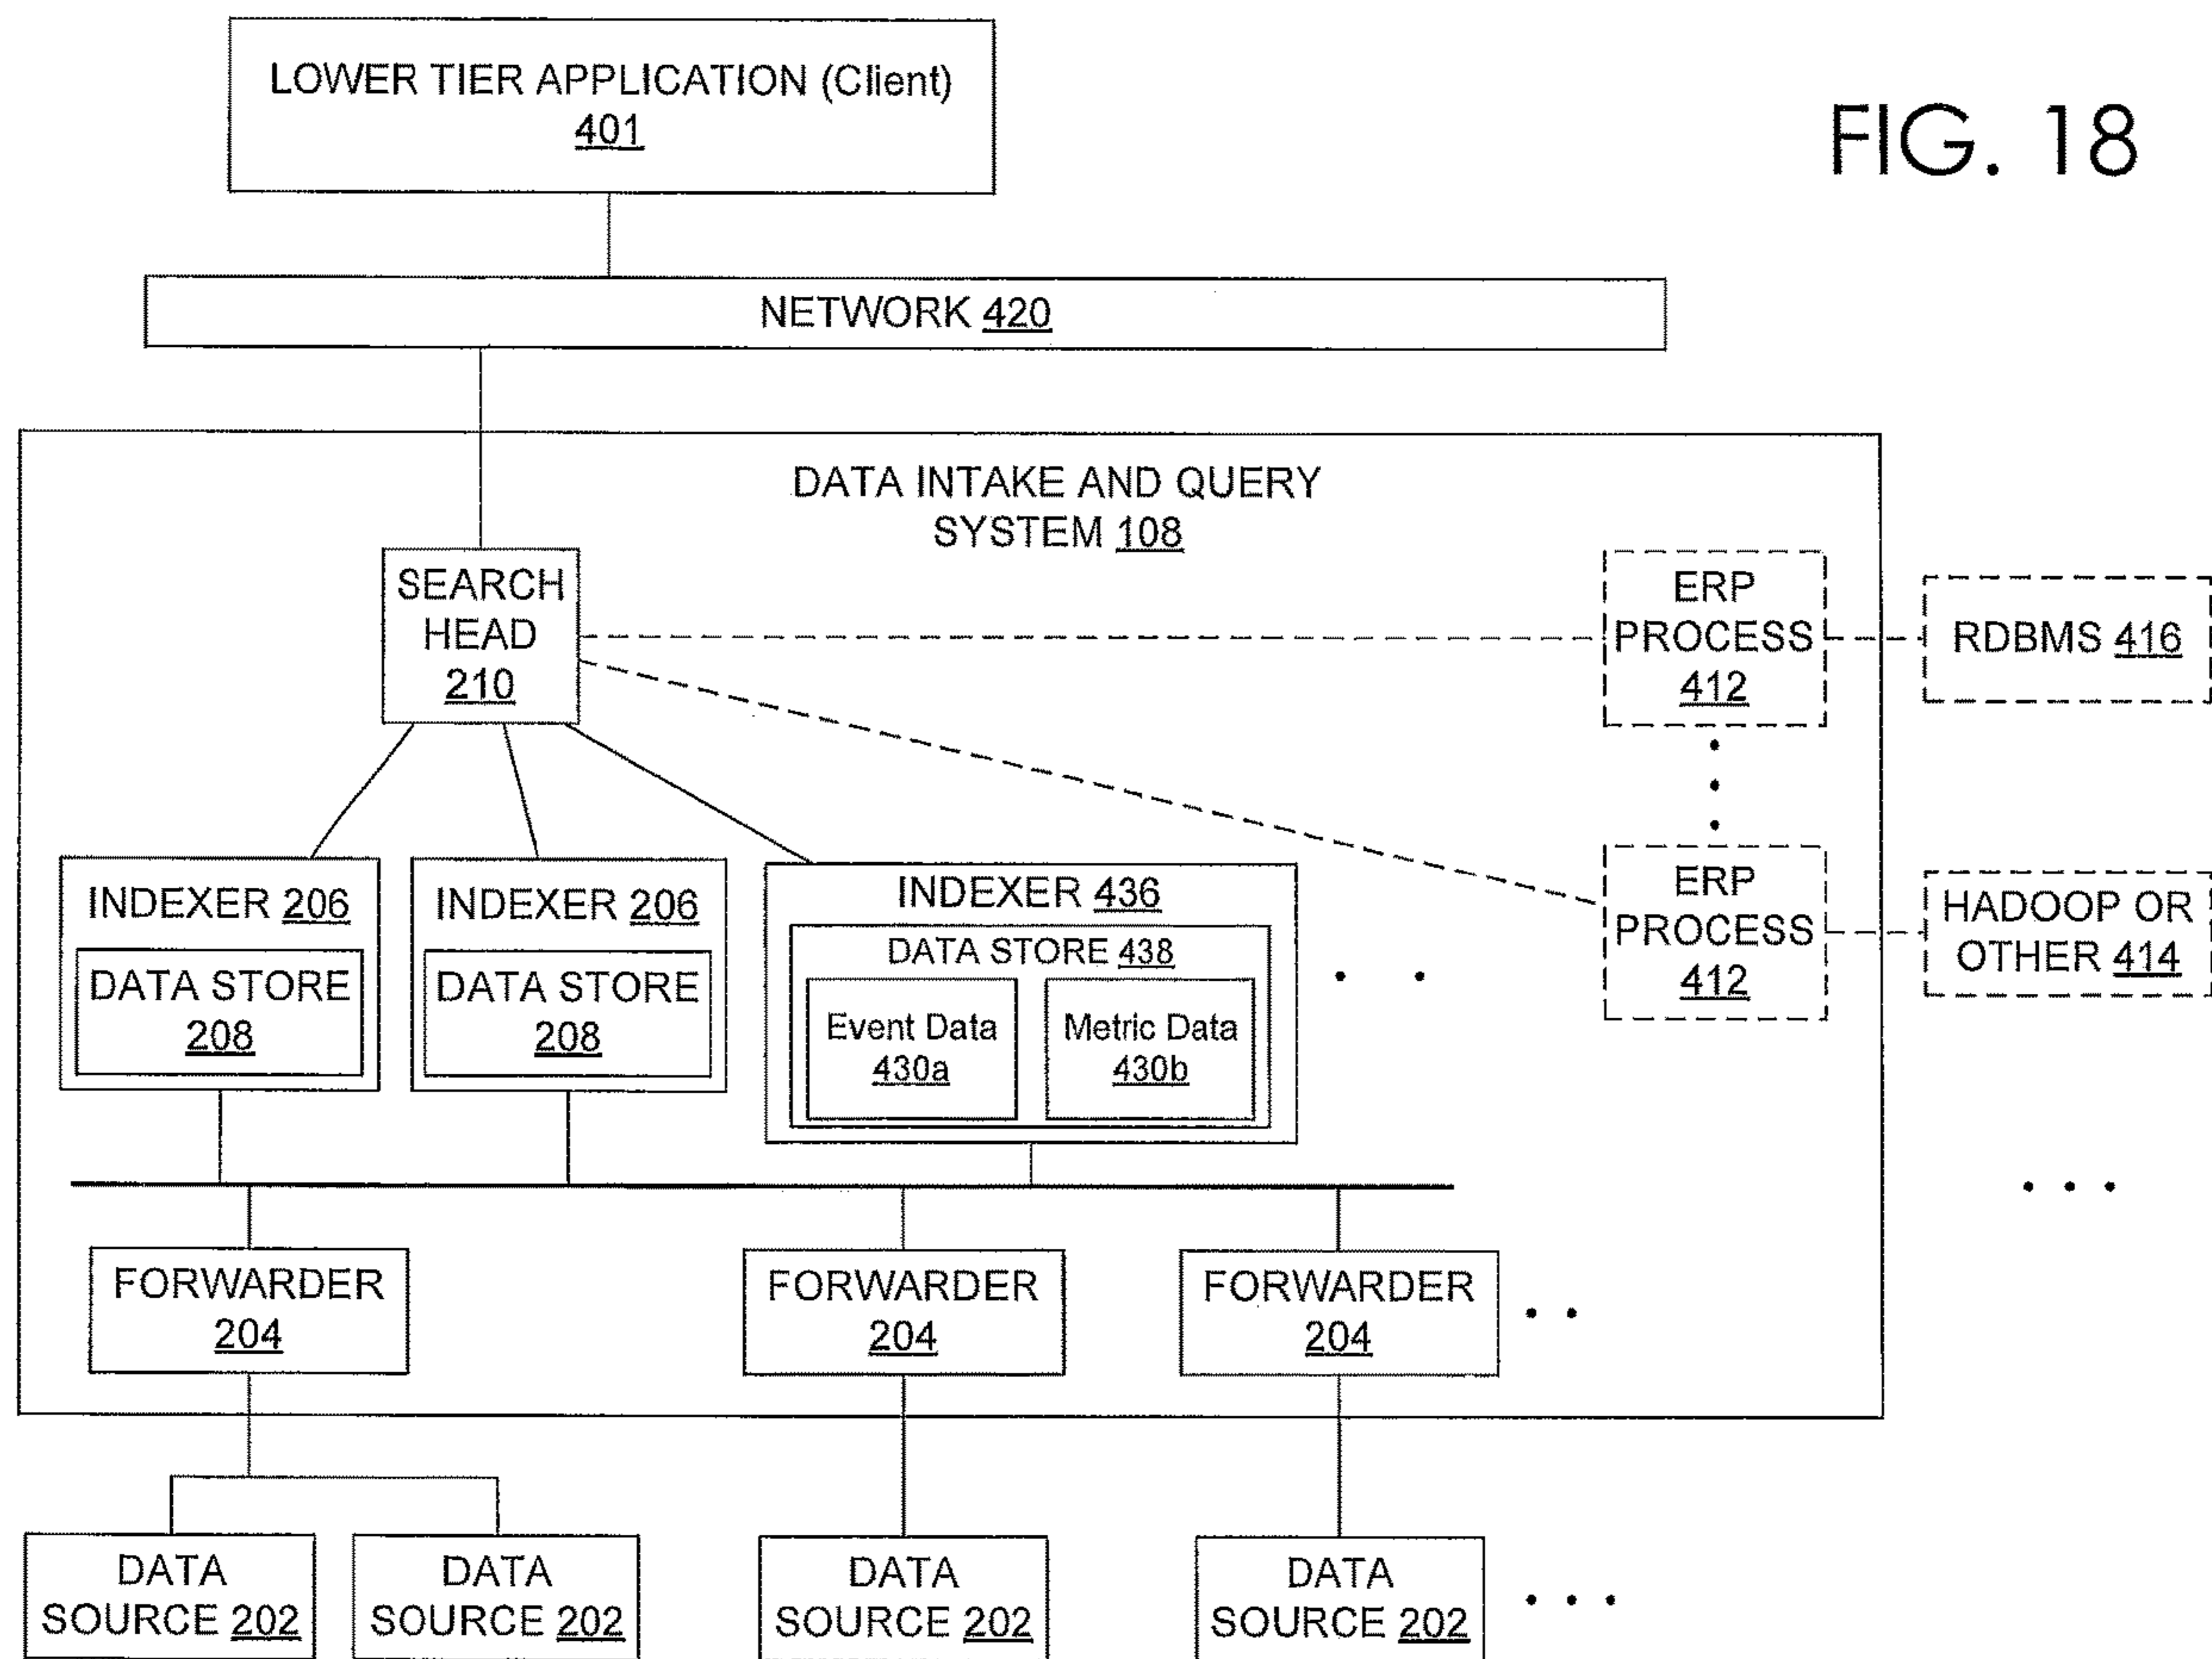 LOWER TIER APPLICATION (Client)
401
FIG. 18
NETWORK 420
DATA INTAKE AND QUERY
SYSTEM 108
SEARCH
HEAD
210
ERP
PROCESS
412
RDBMS 416
INDEXER 206
DATA STORE
208
INDEXER 206
DATA STORE
208
INDEXER 436
DATA STORE 438
Event Data
430a
Metric Data
430b
ERP
PROCESS
412
HADOOP OR
OTHER 414
FORWARDER
204
FORWARDER
204
FORWARDER
204
DATA
SOURCE 202
DATA
SOURCE 202
DATA
SOURCE 202
DATA
SOURCE 202